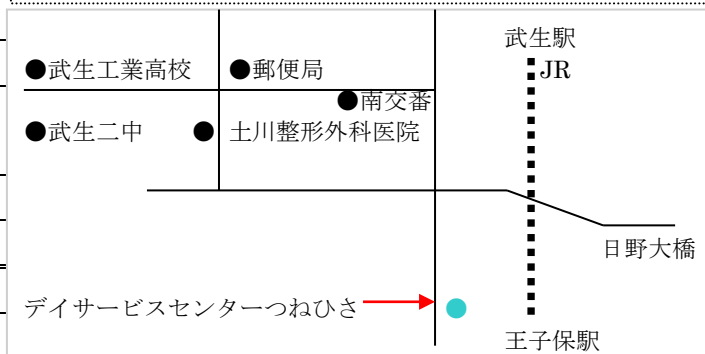 武生駅
●武生工業高校
●郵便局
JR
●南交番
●武生二中
●
土川整形外科医院
日野大橋
デイサービスセンターつねひさ
王子保駅